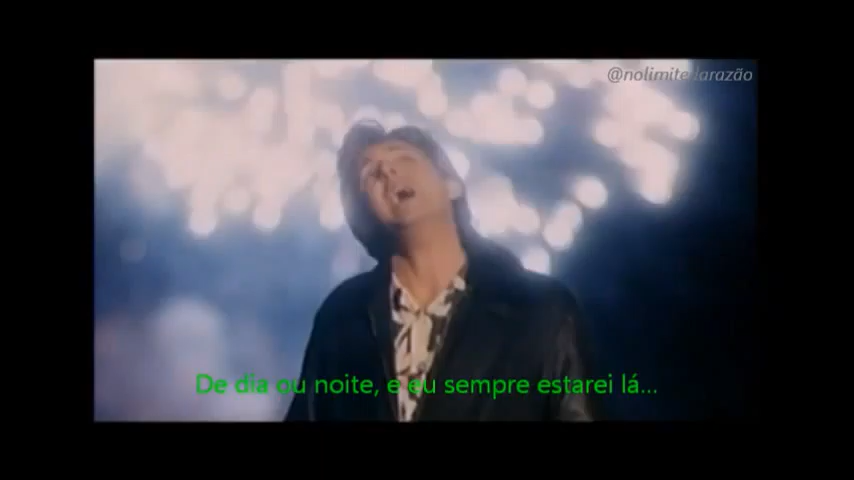 @nolimitedarazão
De dia ou noite, e eu sempre estarei lá...